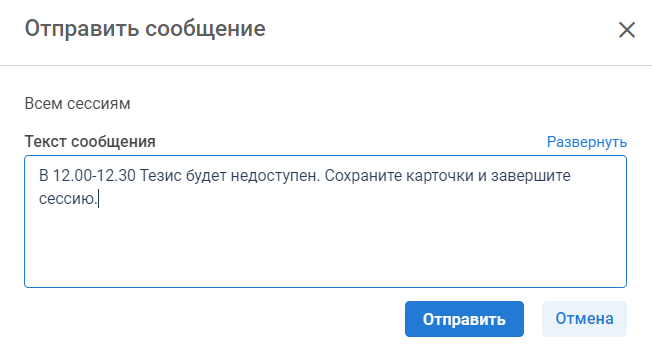 Отправить сообщение
Всем сессиям
Текст сообщения
Развернуть
В 12.00-12.30 Тезис будет недоступен. Сохраните карточки и завершите
сессию.
Отправить
Отмена